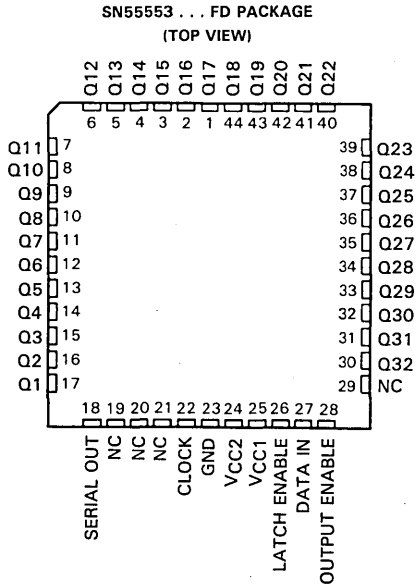 SN55553 . . . FD PACKAGE
(TOP VIEW)
Q12 Q13 Q14 Q15 Q16 Q17 Q18 Q19 Q20 Q21 Q22
6 5 4 3 2 1 44 43 42 41 40
Q11 7 39 Q23
Q10 8 38 Q24
Q9 9 37 Q25
Q8 10 36 Q26
Q7 11 35 Q27
Q6 12 34 Q28
Q5 13 33 Q29
Q4 14 32 Q30
Q3 15 31 Q31
Q2 16 30 Q32
Q1 17 29 NC
18 19 20 21 22 23 24 25 26 27 28
SERIAL OUT
NC
NC
NC
CLOCK
GND
VCC2
VCC1
LATCH ENABLE
DATA IN
OUTPUT ENABLE